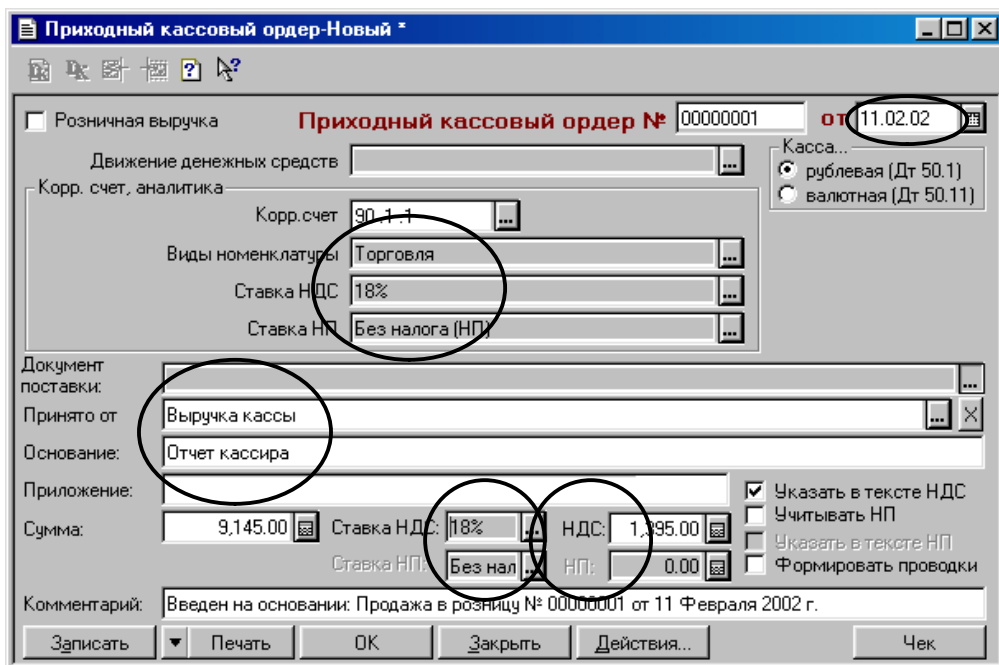 Приходный кассовый ордер-Новый *
Розничная выручка Приходный кассовый ордер № 00000001 от 11.02.02
Движение денежных средств ...
Касса...
рублевая (Дт 50.1)
валютная (Дт 50.11)
Корр. счет, аналитика
Корр.счет 90.1.1 ...
Виды номенклатуры Торговля ...
Ставка НДС 18% ...
Ставка НП Без налога (НП) ...
Документ поставки: ...
Принято от Выручка кассы ... X
Основание: Отчет кассира
Приложение: Указать в тексте НДС
Учитывать НП
Сумма: 9,145.00 Ставка НДС: 18% ... НДС: 1,395.00
Указать в тексте НП
Ставка НП: Без нал ... НП: 0.00 Формировать проводки
Комментарий: Введен на основании: Продажа в розницу № 00000001 от 11 Февраля 2002 г.
Записать Печать OK Закрыть Действия... Чек